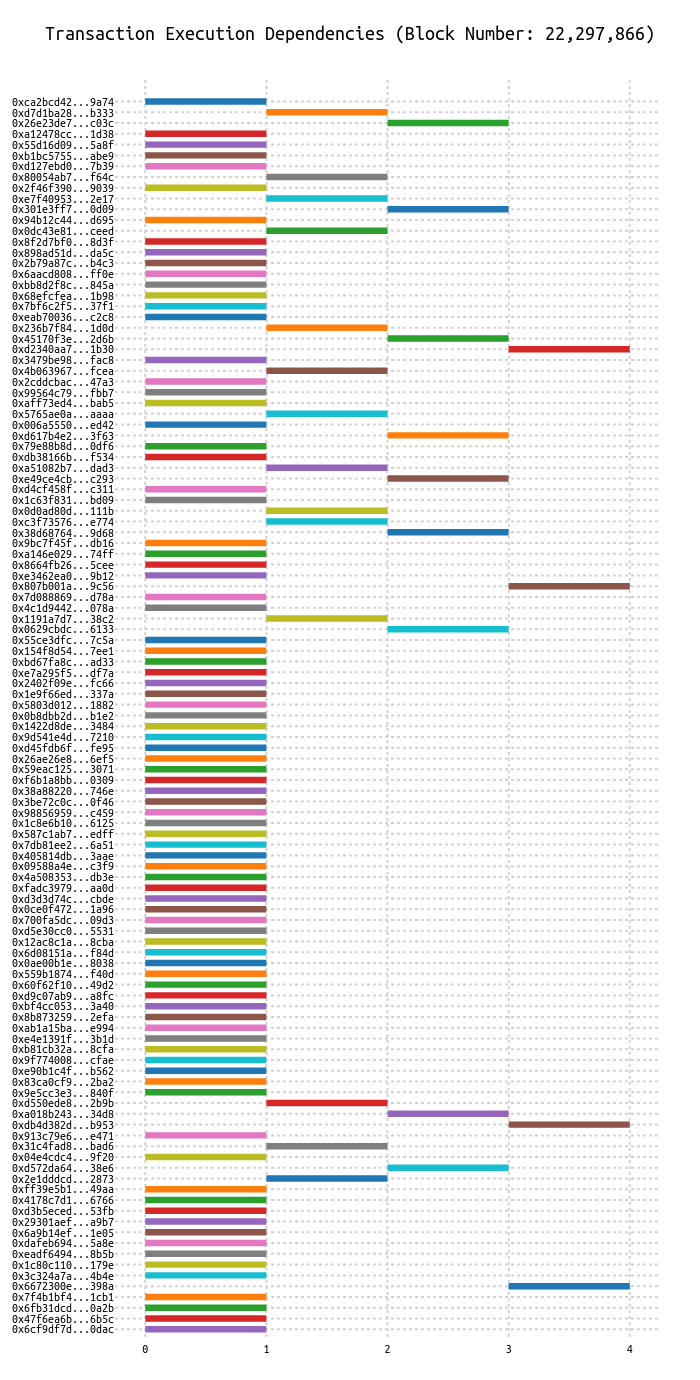 Transaction Execution Dependencies (Block Number: 22,297,866)
0xca2bcd42...9a74
0xd7d1ba28...b333
0x26e23de7...c03c
0xa12478cc...1d38
0x55d16d09...5a8f
0xb1bc5755...abe9
0xd127ebd0...7b39
0x80054ab7...f64c
0x2f46f390...9039
0xe7f40953...2e17
0x301e3ff7...0d09
0x94b12c44...d695
0x0dc43e81...ceed
0x8f2d7bf0...8d3f
0x898ad51d...da5c
0x2b79a87c...b4c3
0x6aacd808...ff0e
0xbb8d2f8c...845a
0x68efcfea...1b98
0x7bf6c2f5...37f1
0xeab70036...c2c8
0x236b7f84...1d0d
0x45170f3e...2d6b
0xd2340aa7...1b30
0x3479be98...fac8
0x4b063967...fcea
0x2cddcbac...47a3
0x99564c79...fbb7
0xaff73ed4...bab5
0x5765ae0a...aaaa
0x006a5550...ed42
0xd617b4e2...3f63
0x79e88b8d...0df6
0xdb38166b...f534
0xa51082b7...dad3
0xe49ce4cb...c293
0xd4cf458f...c311
0x1c63f831...bd09
0x0d0ad80d...111b
0xc3f73576...e774
0x38d68764...9d68
0x9bc7f45f...db16
0xa146e029...74ff
0x8664fb26...5cee
0xe3462ea0...9b12
0x807b001a...9c56
0x7d088869...d78a
0x4c1d9442...078a
0x1191a7d7...38c2
0x0629cbdc...6133
0x55ce3dfc...7c5a
0x154f8d54...7ee1
0xbd67fa8c...ad33
0xe7a295f5...df7a
0x2402f09e...fc66
0x1e9f66ed...337a
0x5803d012...1882
0x0b8dbb2d...b1e2
0x1422d8de...3484
0x9d541e4d...7210
0xd45fdb6f...fe95
0x26ae26e8...6ef5
0x59eac125...3071
0xf6b1a8bb...0309
0x38a88220...746e
0x3be72c0c...0f46
0x98856959...c459
0x1c8e6b10...6125
0x587c1ab7...edff
0x7db81ee2...6a51
0x405814db...3aae
0x09588a4e...c3f9
0x4a508353...db3e
0xfadc3979...aa0d
0xd3d3d74c...cbde
0x0ce0f472...1a96
0x700fa5dc...09d3
0xd5e30cc0...5531
0x12ac8c1a...8cba
0x6d08151a...f84d
0x0ae00b1e...8038
0x559b1874...f40d
0x60f62f10...49d2
0xd9c07ab9...a8fc
0xbf4cc053...3a40
0x8b873259...2efa
0xab1a15ba...e994
0xe4e1391f...3b1d
0xb81cb32a...8cfa
0x9f774008...cfae
0xe90b1c4f...b562
0x83ca0cf9...2ba2
0x9e5cc3e3...840f
0xd550ede8...2b9b
0xa018b243...34d8
0xdb4d382d...b953
0x913c79e6...e471
0x31c4fad8...bad6
0x04e4cdc4...9f20
0xd572da64...38e6
0x2e1dddcd...2873
0xff39e5b1...49aa
0x4178c7d1...6766
0xd3b5eced...53fb
0x29301aef...a9b7
0x6a9b14ef...1e05
0xdafeb694...5a8e
0xeadf6494...8b5b
0x1c80c110...179e
0x3c324a7a...4b4e
0x6672300e...398a
0x7f4b1bf4...1cb1
0x6fb31dcd...0a2b
0x47f6ea6b...6b5c
0x6cf9df7d...0dac
0 1 2 3 4